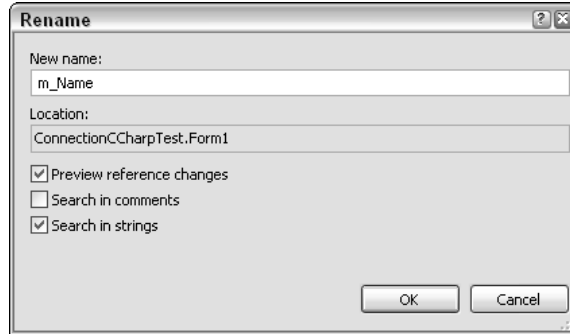 Rename
New name:
m_Name
Location:
ConnectionCCharpTest.Form1
Preview reference changes
Search in comments
Search in strings
OK Cancel